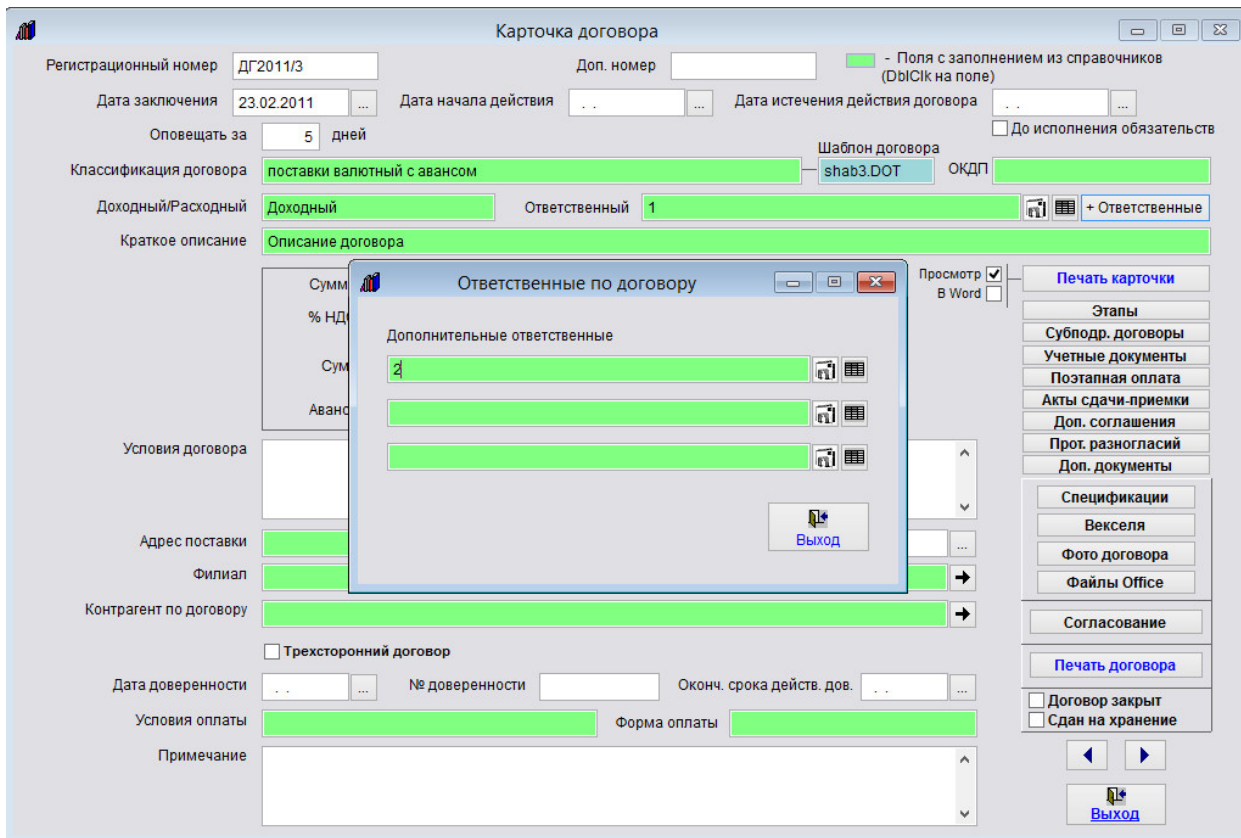 Карточка договора
Регистрационный номер ДГ2011/3 Доп. номер - Поля с заполнением из справочников
(DblClk на поле)
Дата заключения 23.02.2011 ... Дата начала действия . . ... Дата истечения действия договора . . ...
Оповещать за 5 дней До исполнения обязательств
Шаблон договора
Классификация договора поставки валютный с авансом shab3.DOT ОКДП
Доходный/Расходный Доходный Ответственный 1 + Ответственные
Краткое описание Описание договора
Сумм
% НДС
Сум
Аванс
Ответственные по договору
Дополнительные ответственные
2
Выход
Просмотр
В Word
Печать карточки
Этапы
Субподр. договоры
Учетные документы
Поэтапная оплата
Акты сдачи-приемки
Доп. соглашения
Прот. разногласий
Доп. документы
Спецификации
Векселя
Фото договора
Файлы Office
Согласование
Печать договора
Договор закрыт
Сдан на хранение
Условия договора
Адрес поставки ...
Филиал
Контрагент по договору
Трехсторонний договор
Дата доверенности . . ... № доверенности Оконч. срока действ. дов. . . ...
Условия оплаты Форма оплаты
Примечание
Выход